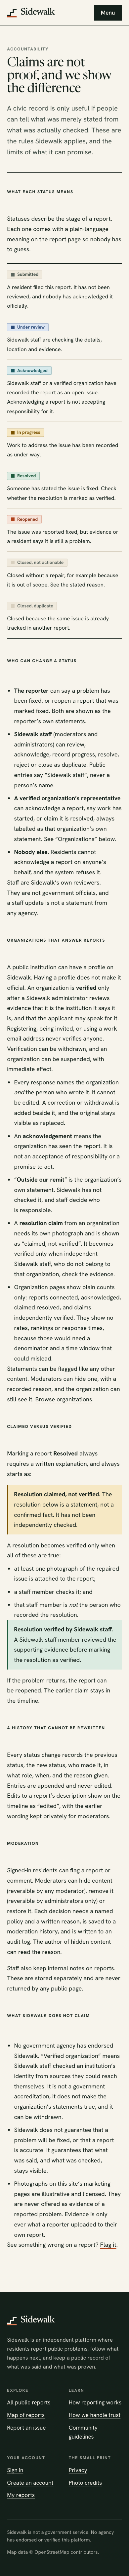 Sidewalk
Menu
ACCOUNTABILITY
Claims are not
proof, and we show
the difference
A civic record is only useful if people
can tell what was merely stated from
what was actually checked. These are
the rules Sidewalk applies, and the
limits of what it can promise.
WHAT EACH STATUS MEANS
Statuses describe the stage of a report.
Each one comes with a plain-language
meaning on the report page so nobody has
to guess.
Submitted
A resident filed this report. It has not been
reviewed, and nobody has acknowledged it
officially.
Under review
Sidewalk staff are checking the details,
location and evidence.
Acknowledged
Sidewalk staff or a verified organization have
recorded the report as an open issue.
Acknowledging a report is not accepting
responsibility for it.
In progress
Work to address the issue has been recorded
as under way.
Resolved
Someone has stated the issue is fixed. Check
whether the resolution is marked as verified.
Reopened
The issue was reported fixed, but evidence or
a resident says it is still a problem.
Closed, not actionable
Closed without a repair, for example because
it is out of scope. See the stated reason.
Closed, duplicate
Closed because the same issue is already
tracked in another report.
WHO CAN CHANGE A STATUS
The reporter can say a problem has
been fixed, or reopen a report that was
marked fixed. Both are shown as the
reporter's own statements.
Sidewalk staff (moderators and
administrators) can review,
acknowledge, record progress, resolve,
reject or close as duplicate. Public
entries say “Sidewalk staff”, never a
person's name.
A verified organization's representative
can acknowledge a report, say work has
started, or claim it is resolved, always
labelled as that organization's own
statement. See “Organizations” below.
Nobody else. Residents cannot
acknowledge a report on anyone's
behalf, and the system refuses it.
Staff are Sidewalk's own reviewers.
They are not government officials, and
a staff update is not a statement from
any agency.
ORGANIZATIONS THAT ANSWER REPORTS
A public institution can have a profile on
Sidewalk. Having a profile does not make it
official. An organization is verified only
after a Sidewalk administrator reviews
evidence that it is the institution it says it
is, and that the applicant may speak for it.
Registering, being invited, or using a work
email address never verifies anyone.
Verification can be withdrawn, and an
organization can be suspended, with
immediate effect.
Every response names the organization
and the person who wrote it. It cannot
be edited. A correction or withdrawal is
added beside it, and the original stays
visible as replaced.
An acknowledgement means the
organization has seen the report. It is
not an acceptance of responsibility or a
promise to act.
“Outside our remit” is the organization's
own statement. Sidewalk has not
checked it, and staff decide who
is responsible.
A resolution claim from an organization
needs its own photograph and is shown
as “claimed, not verified”. It becomes
verified only when independent
Sidewalk staff, who do not belong to
that organization, check the evidence.
Organization pages show plain counts
only: reports connected, acknowledged,
claimed resolved, and claims
independently verified. They show no
rates, rankings or response times,
because those would need a
denominator and a time window that
could mislead.
Statements can be flagged like any other
content. Moderators can hide one, with a
recorded reason, and the organization can
still see it. Browse organizations.
CLAIMED VERSUS VERIFIED
Marking a report Resolved always
requires a written explanation, and always
starts as:
Resolution claimed, not verified. The
resolution below is a statement, not a
confirmed fact. It has not been
independently checked.
A resolution becomes verified only when
all of these are true:
at least one photograph of the repaired
issue is attached to the report;
a staff member checks it; and
that staff member is not the person who
recorded the resolution.
Resolution verified by Sidewalk staff.
A Sidewalk staff member reviewed the
supporting evidence before marking
the resolution as verified.
If the problem returns, the report can
be reopened. The earlier claim stays in
the timeline.
A HISTORY THAT CANNOT BE REWRITTEN
Every status change records the previous
status, the new status, who made it, in
what role, when, and the reason given.
Entries are appended and never edited.
Edits to a report's description show on the
timeline as “edited”, with the earlier
wording kept privately for moderators.
MODERATION
Signed-in residents can flag a report or
comment. Moderators can hide content
(reversible by any moderator), remove it
(reversible by administrators only) or
restore it. Each decision needs a named
policy and a written reason, is saved to a
moderation history, and is written to an
audit log. The author of hidden content
can read the reason.
Staff also keep internal notes on reports.
These are stored separately and are never
returned by any public page.
WHAT SIDEWALK DOES NOT CLAIM
No government agency has endorsed
Sidewalk. “Verified organization” means
Sidewalk staff checked an institution's
identity from sources they could reach
themselves. It is not a government
accreditation, it does not make the
organization's statements true, and it
can be withdrawn.
Sidewalk does not guarantee that a
problem will be fixed, or that a report
is accurate. It guarantees that what
was said, and what was checked,
stays visible.
Photographs on this site's marketing
pages are illustrative and licensed. They
are never offered as evidence of a
report problem. Evidence is only
ever what a reporter uploaded to their
own report.
See something wrong on a report? Flag it.
Sidewalk
Sidewalk is an independent platform where
residents report public problems, follow what
happens next, and keep a public record of
what was said and what was proven.
EXPLORE
All public reports
Map of reports
Report an issue
LEARN
How reporting works
How we handle trust
Community
guidelines
YOUR ACCOUNT
Sign in
Create an account
My reports
THE SMALL PRINT
Privacy
Photo credits
Sidewalk is not a government service. No agency
has endorsed or verified this platform.
Map data © OpenStreetMap contributors.